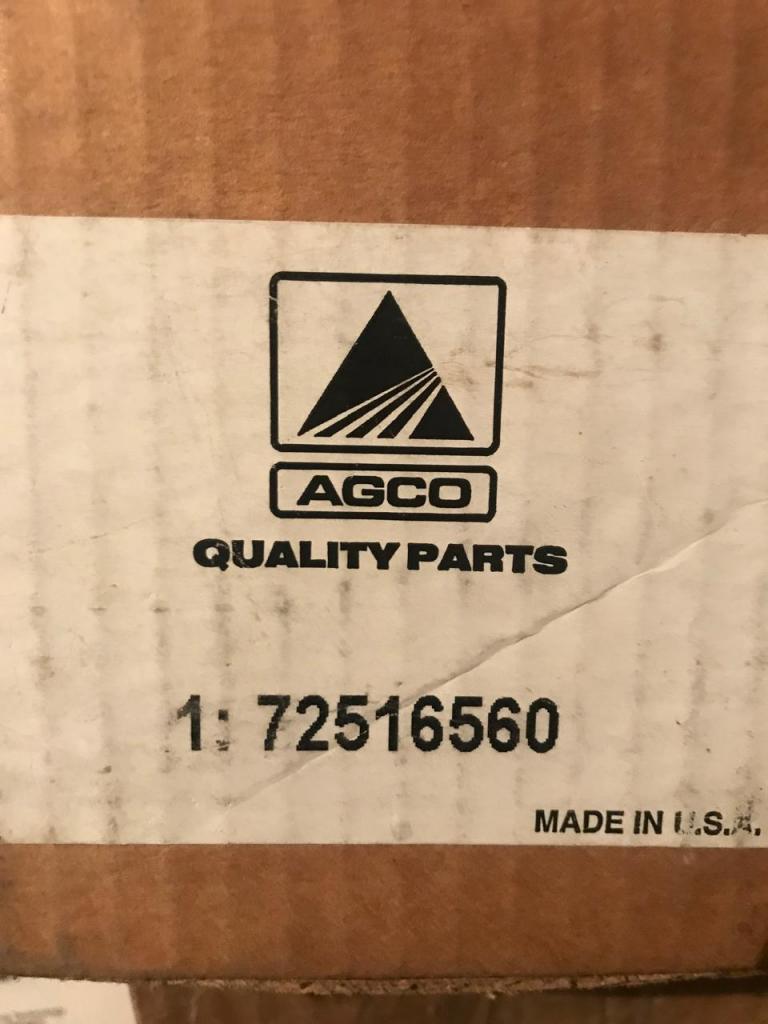 AGCO
QUALITY PARTS
1: 72516560
MADE IN U.S.A.